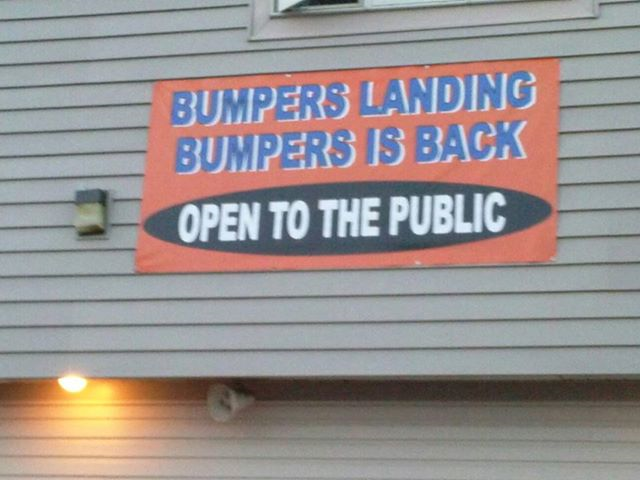 BUMPERS LANDING
BUMPERS IS BACK
OPEN TO THE PUBLIC